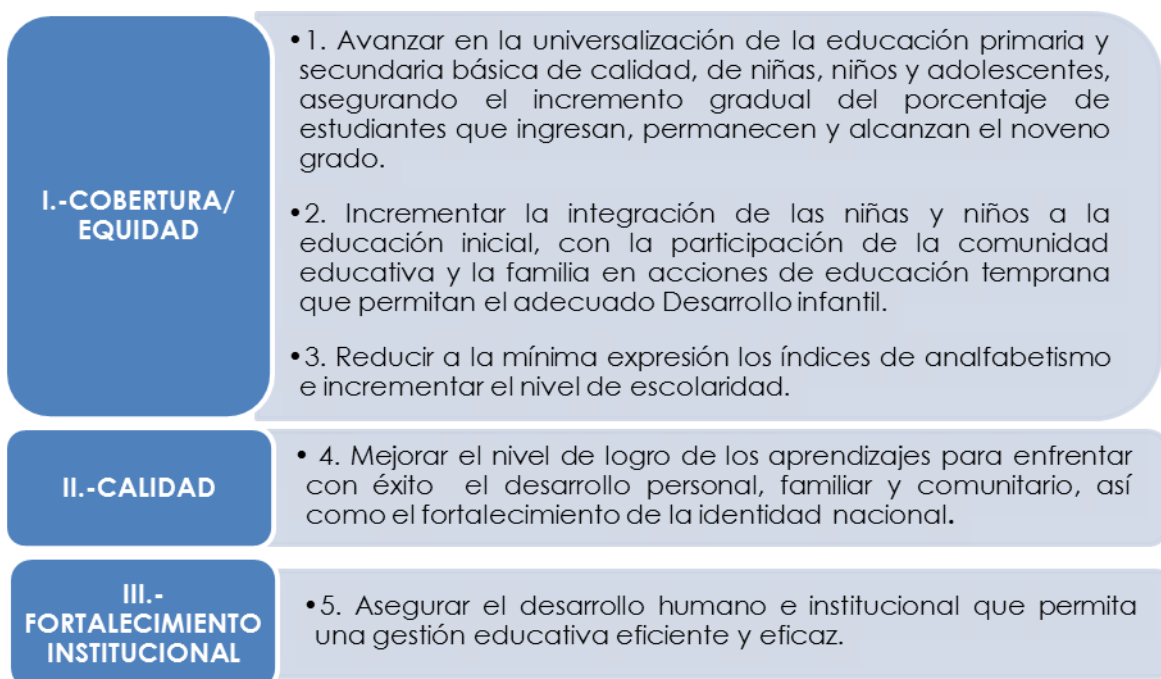 I.-COBERTURA/
EQUIDAD
•1. Avanzar en la universalización de la educación primaria y
secundaria básica de calidad, de niñas, niños y adolescentes,
asegurando el incremento gradual del porcentaje de
estudiantes que ingresan, permanecen y alcanzan el noveno
grado.
•2. Incrementar la integración de las niñas y niños a la
educación inicial, con la participación de la comunidad
educativa y la familia en acciones de educación temprana
que permitan el adecuado Desarrollo infantil.
•3. Reducir a la mínima expresión los índices de analfabetismo
e incrementar el nivel de escolaridad.
II.-CALIDAD
• 4. Mejorar el nivel de logro de los aprendizajes para enfrentar
con éxito el desarrollo personal, familiar y comunitario, así
como el fortalecimiento de la identidad nacional.
III.-
FORTALECIMIENTO
INSTITUCIONAL
•5. Asegurar el desarrollo humano e institucional que permita
una gestión educativa eficiente y eficaz.